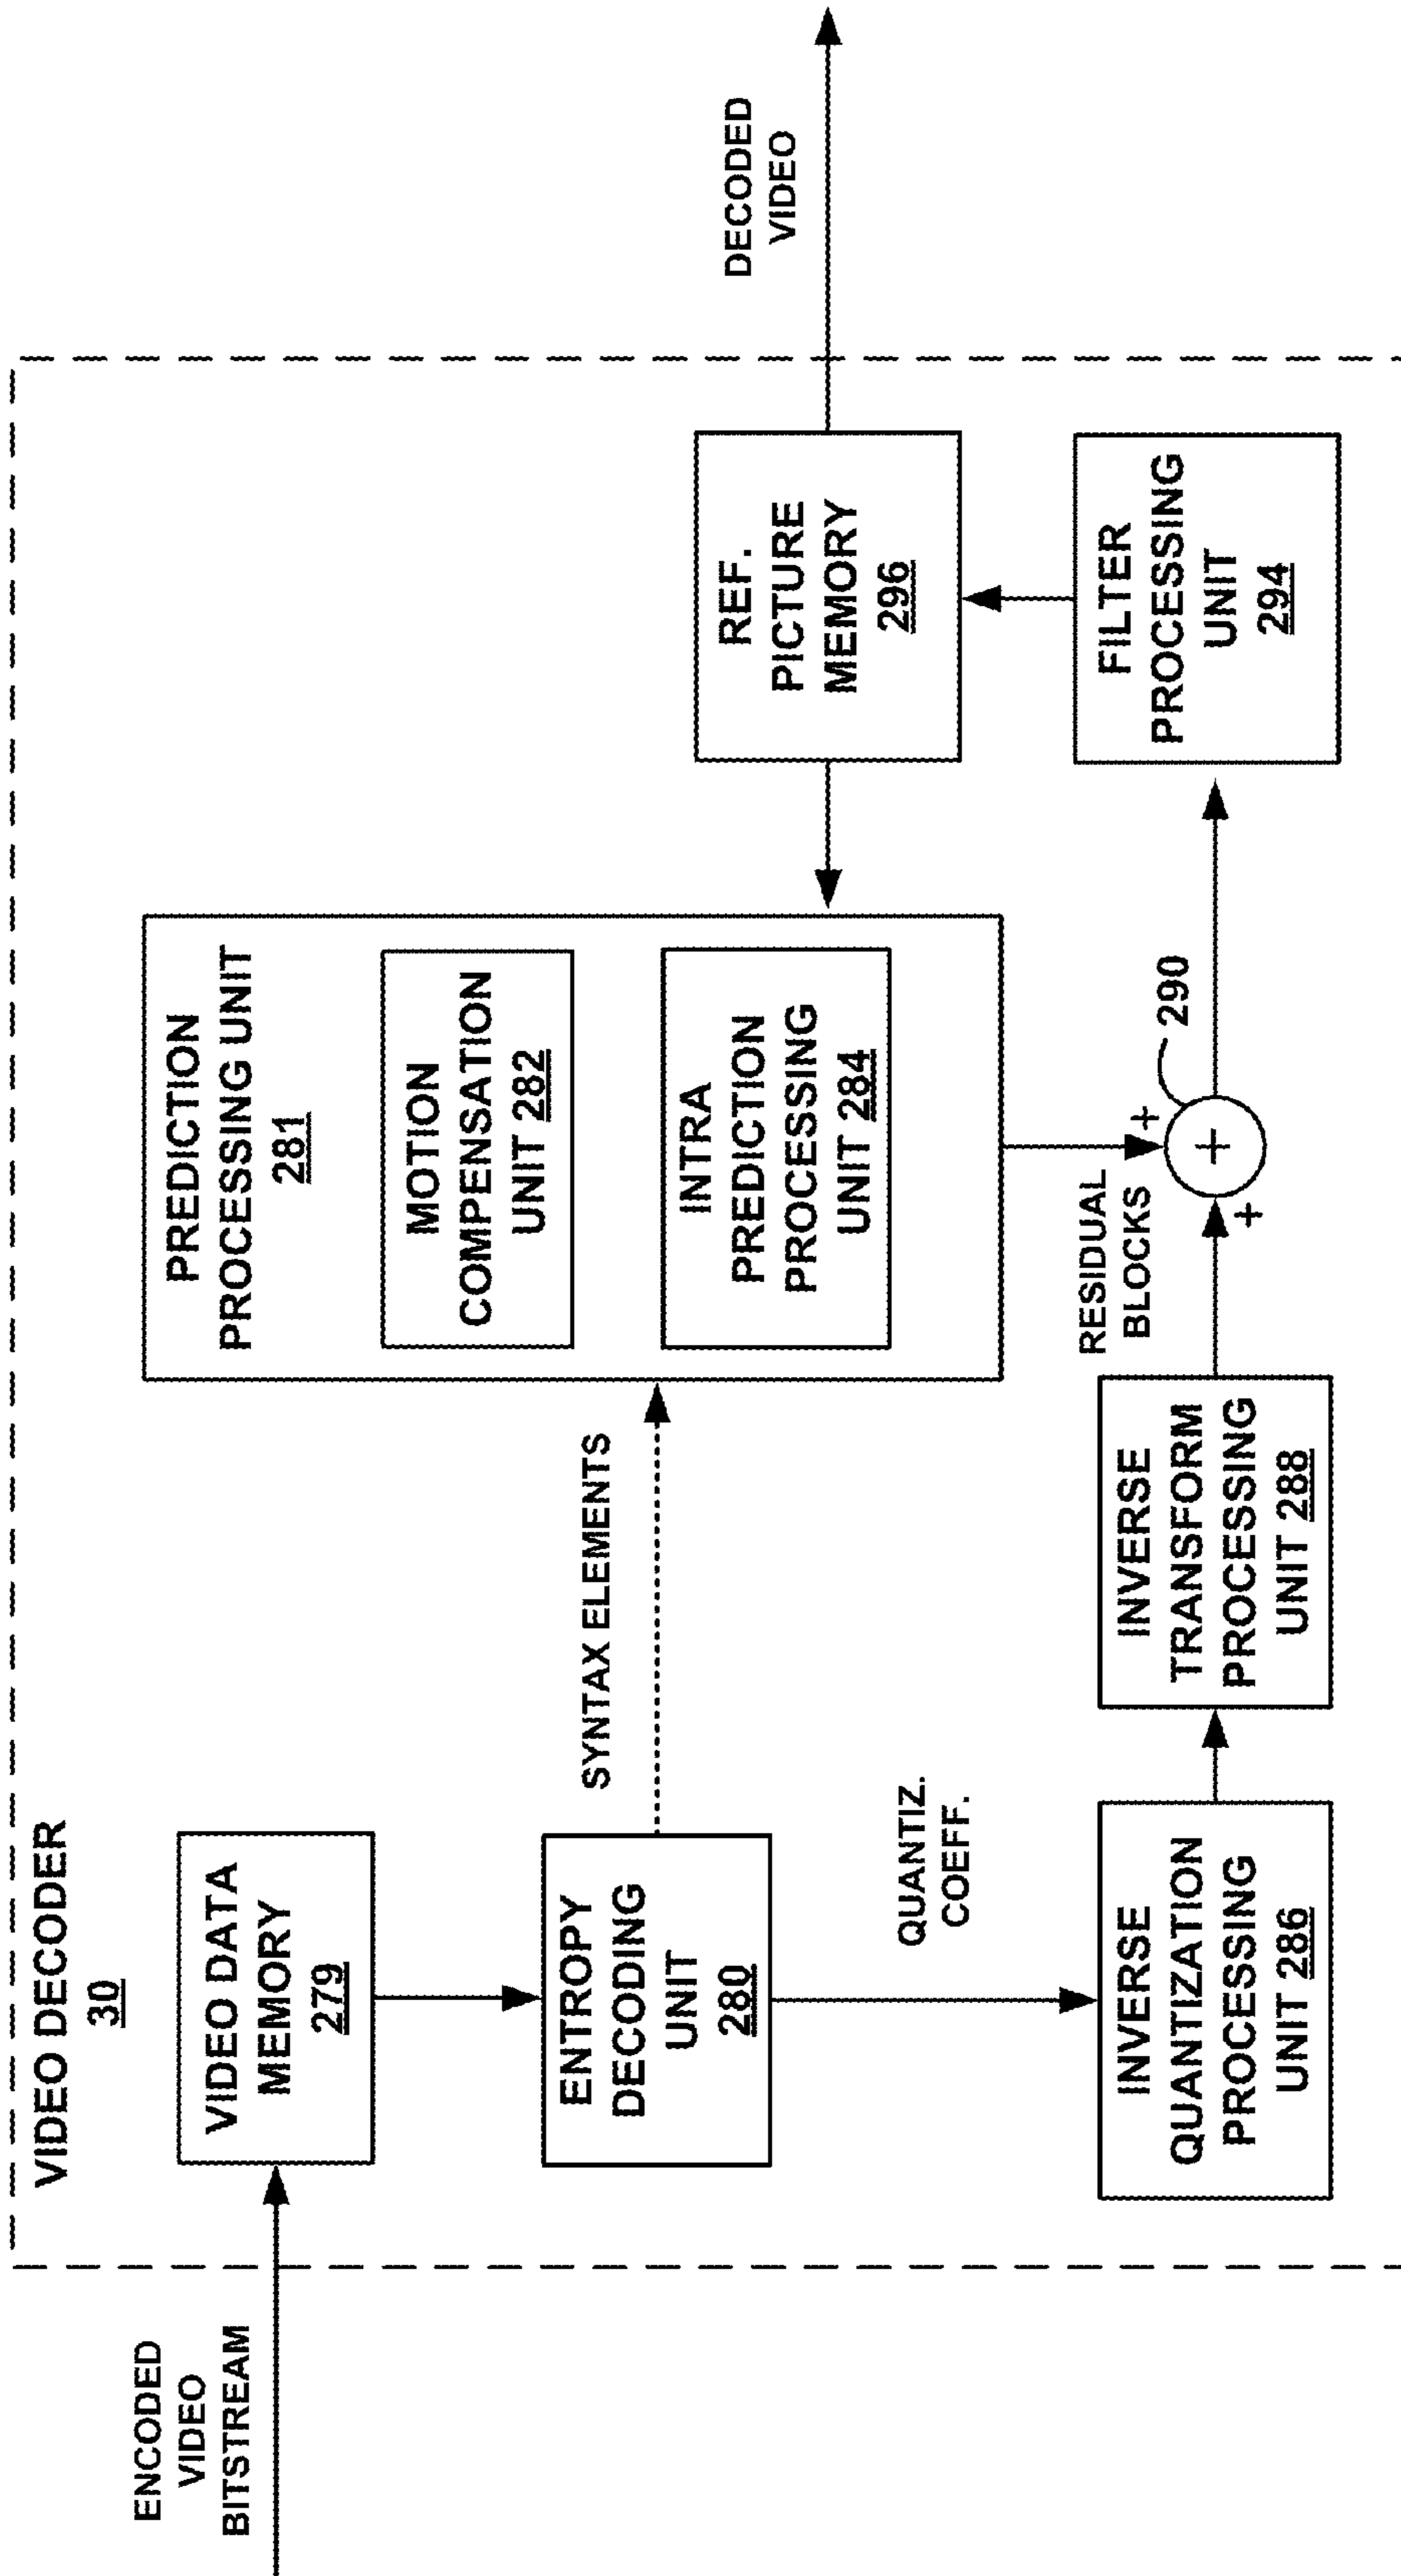 ENCODED
VIDEO
BITSTREAM
VIDEO DECODER
30
VIDEO DATA
MEMORY
279
ENTROPY
DECODING
UNIT
280
SYNTAX ELEMENTS
QUANTIZ.
COEFF.
PREDICTION
PROCESSING UNIT
281
MOTION
COMPENSATION
UNIT 282
INTRA
PREDICTION
PROCESSING
UNIT 284
INVERSE
QUANTIZATION
PROCESSING
UNIT 286
INVERSE
TRANSFORM
PROCESSING
UNIT 288
RESIDUAL
BLOCKS
+
+
+
290
FILTER
PROCESSING
UNIT
294
REF.
PICTURE
MEMORY
296
DECODED
VIDEO